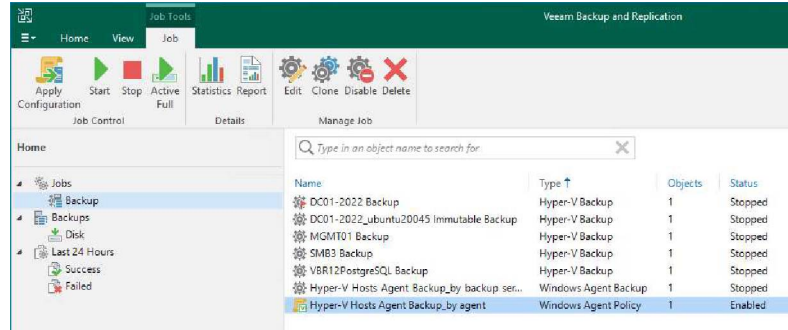 Job Tools
Veeam Backup and Replication
Home View Job
Apply Configuration
Start
Stop
Active Full
Statistics
Report
Edit
Clone
Disable
Delete
Job Control
Details
Manage Job
Home
Type in an object name to search for
Jobs
Backup
Backups
Disk
Last 24 Hours
Success
Failed
Name Type Objects Status
DC01-2022 Backup Hyper-V Backup 1 Stopped
DC01-2022_ubuntu20045 Immutable Backup Hyper-V Backup 1 Stopped
MGMT01 Backup Hyper-V Backup 1 Stopped
SMB3 Backup Hyper-V Backup 1 Stopped
VBR12PostgreSQL Backup Hyper-V Backup 1 Stopped
Hyper-V Hosts Agent Backup_by backup ser... Windows Agent Backup 1 Stopped
Hyper-V Hosts Agent Backup_by agent Windows Agent Policy 1 Enabled